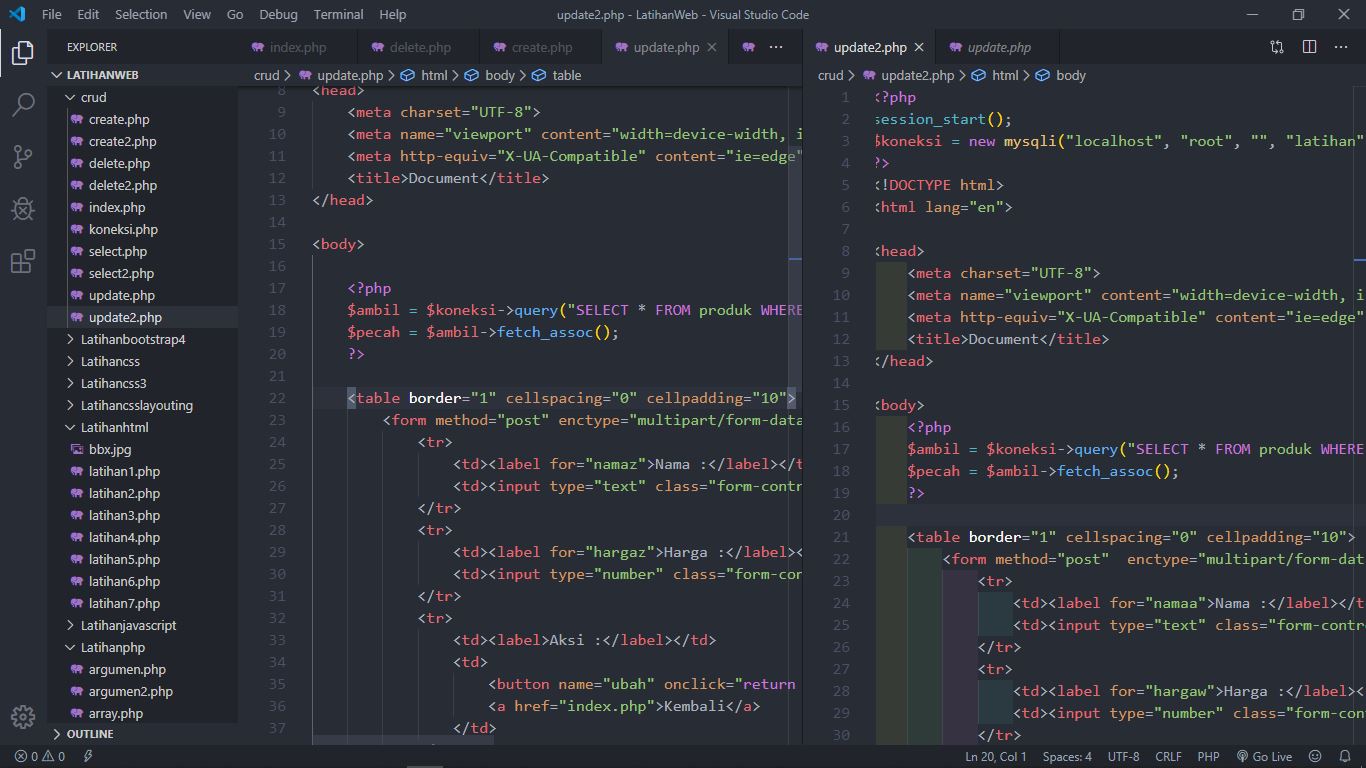 File Edit Selection View Go Debug Terminal Help
update2.php - LatihanWeb - Visual Studio Code
EXPLORER
LATIHANWEB
crud
create.php
create2.php
delete.php
delete2.php
index.php
koneksi.php
select.php
select2.php
update.php
update2.php
Latihanbootstrap4
Latihancss
Latihancss3
Latihancsslayouting
Latihanhtml
bbx.jpg
latihan1.php
latihan2.php
latihan3.php
latihan4.php
latihan5.php
latihan6.php
latihan7.php
Latihanjavascript
Latihanphp
argumen.php
argumen2.php
array.php
OUTLINE
index.php delete.php create.php update.php
crud > update.php > html > body > table
8 <head>
9 <meta charset="UTF-8">
10 <meta name="viewport" content="width=device-width, i
11 <meta http-equiv="X-UA-Compatible" content="ie=edge"
12 <title>Document</title>
13 </head>
14
15 <body>
16
17 <?php
18 $ambil = $koneksi->query("SELECT * FROM produk WHERE
19 $pecah = $ambil->fetch_assoc();
20 ?>
21
22 <table border="1" cellspacing="0" cellpadding="10">
23 <form method="post" enctype="multipart/form-data
24 <tr>
25 <td><label for="namaz">Nama :</label></t
26 <td><input type="text" class="form-contr
27 </tr>
28 <tr>
29 <td><label for="hargaz">Harga :</label><
30 <td><input type="number" class="form-con
31 </tr>
32 <tr>
33 <td><label>Aksi :</label></td>
34 <td>
35 <button name="ubah" onclick="return
36 <a href="index.php">Kembali</a>
37 </td>
update2.php update.php
crud > update2.php > html > body
1 <?php
2 session_start();
3 $koneksi = new mysqli("localhost", "root", "", "latihan"
4 ?>
5 <!DOCTYPE html>
6 <html lang="en">
7
8 <head>
9 <meta charset="UTF-8">
10 <meta name="viewport" content="width=device-width, i
11 <meta http-equiv="X-UA-Compatible" content="ie=edge"
12 <title>Document</title>
13 </head>
14
15 <body>
16 <?php
17 $ambil = $koneksi->query("SELECT * FROM produk WHERE
18 $pecah = $ambil->fetch_assoc();
19 ?>
20
21 <table border="1" cellspacing="0" cellpadding="10">
22 <form method="post"  enctype="multipart/form-dat
23 <tr>
24 <td><label for="namaa">Nama :</label></t
25 <td><input type="text" class="form-contr
26 </tr>
27 <tr>
28 <td><label for="hargaw">Harga :</label><
29 <td><input type="number" class="form-con
30 </tr>
0 0 Ln 20, Col 1 Spaces: 4 UTF-8 CRLF PHP Go Live